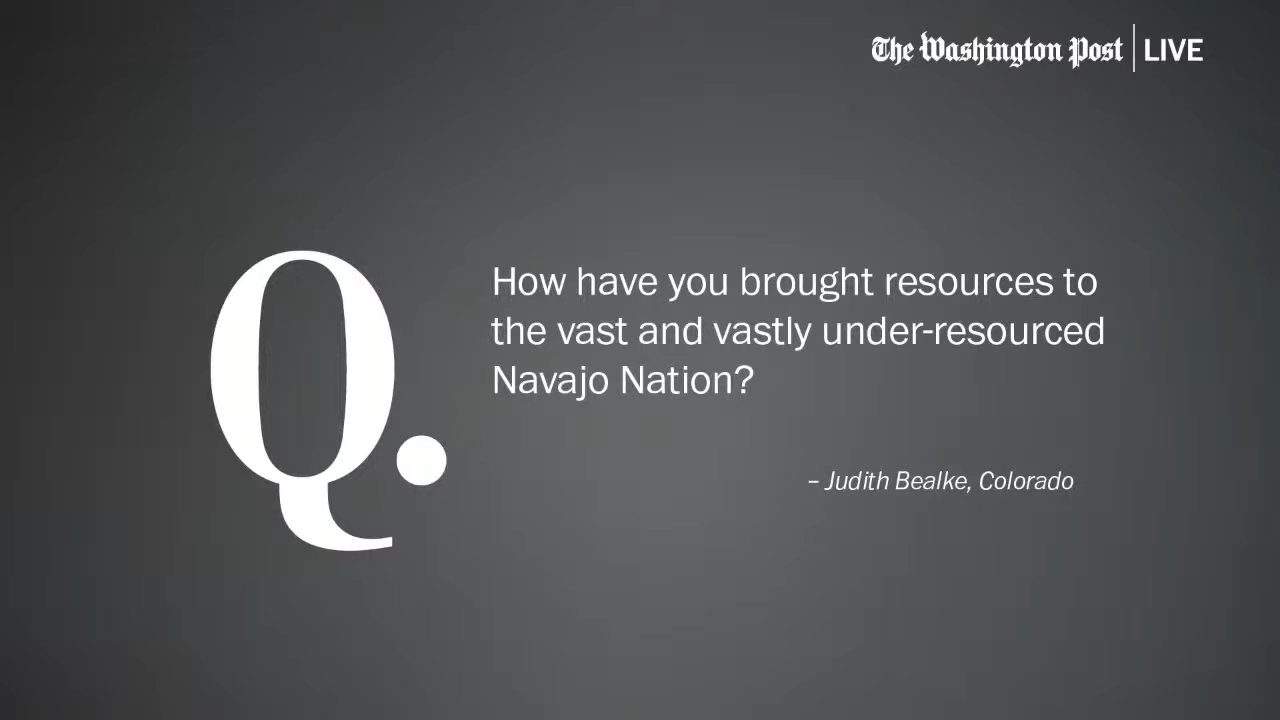 The Washington Post | LIVE
Q.
How have you brought resources to
the vast and vastly under-resourced
Navajo Nation?
– Judith Bealke, Colorado